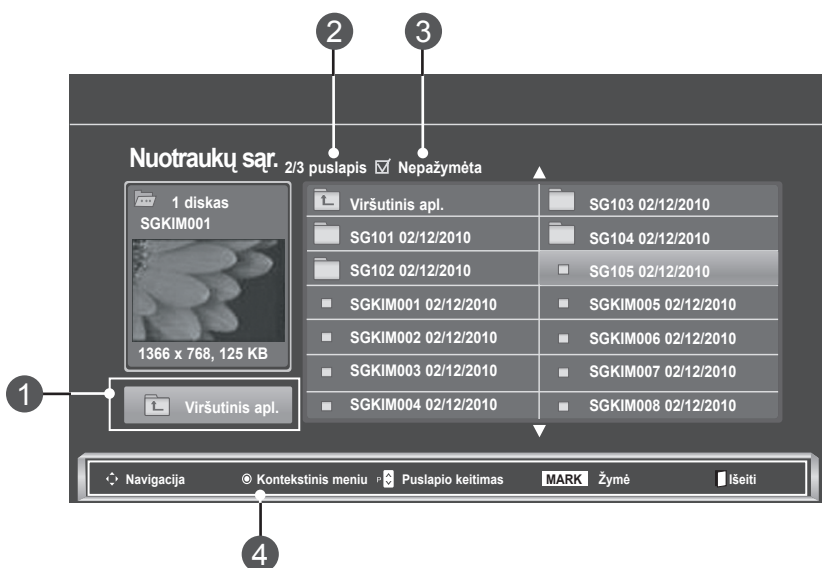 2 3
Nuotraukų sąr. 2/3 puslapis Nepažymėta
1 diskas
SGKIM001
1366 x 768, 125 KB
1 Viršutinis apl.
Viršutinis apl. SG103 02/12/2010
SG101 02/12/2010 SG104 02/12/2010
SG102 02/12/2010 SG105 02/12/2010
SGKIM001 02/12/2010 SGKIM005 02/12/2010
SGKIM002 02/12/2010 SGKIM006 02/12/2010
SGKIM003 02/12/2010 SGKIM007 02/12/2010
SGKIM004 02/12/2010 SGKIM008 02/12/2010
Navigacija Kontekstinis meniu P Puslapio keitimas MARK Žymė Išeiti
4